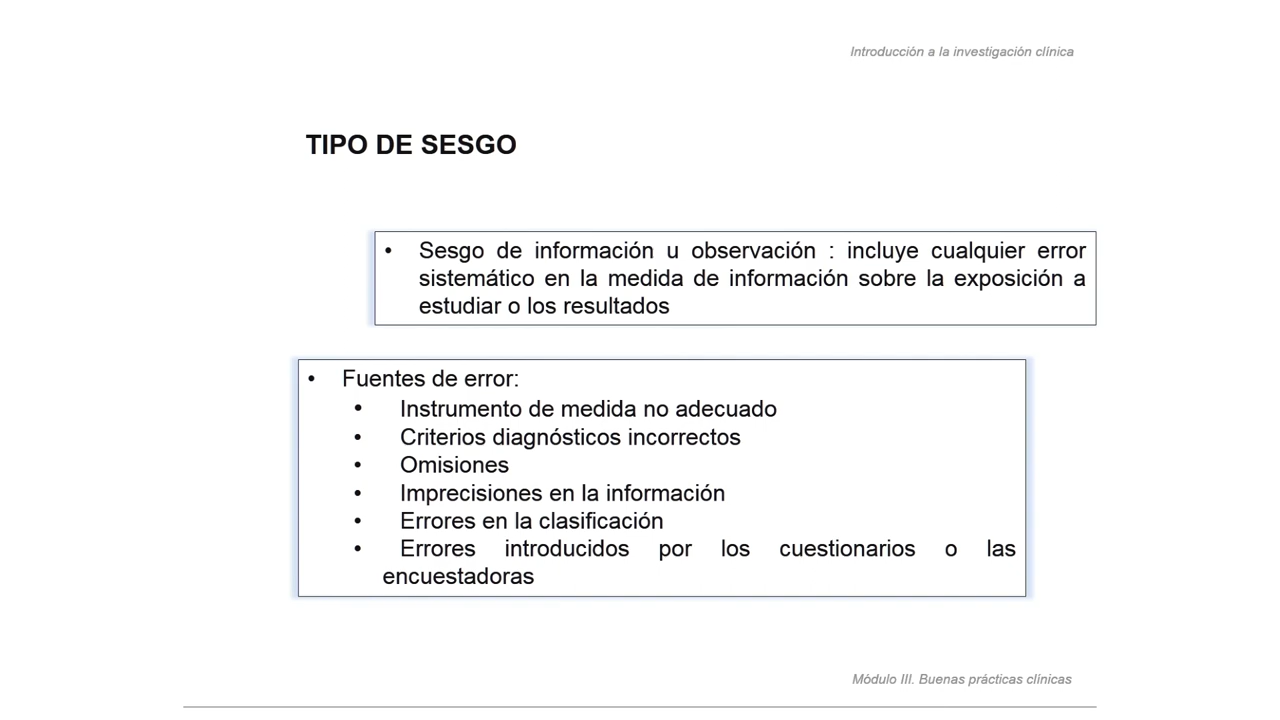 Introducción a la investigación clínica
TIPO DE SESGO
• Sesgo de información u observación : incluye cualquier error
sistemático en la medida de información sobre la exposición a
estudiar o los resultados
• Fuentes de error:
• Instrumento de medida no adecuado
• Criterios diagnósticos incorrectos
• Omisiones
• Imprecisiones en la información
• Errores en la clasificación
• Errores introducidos por los cuestionarios o las
encuestadoras
Módulo III. Buenas prácticas clínicas